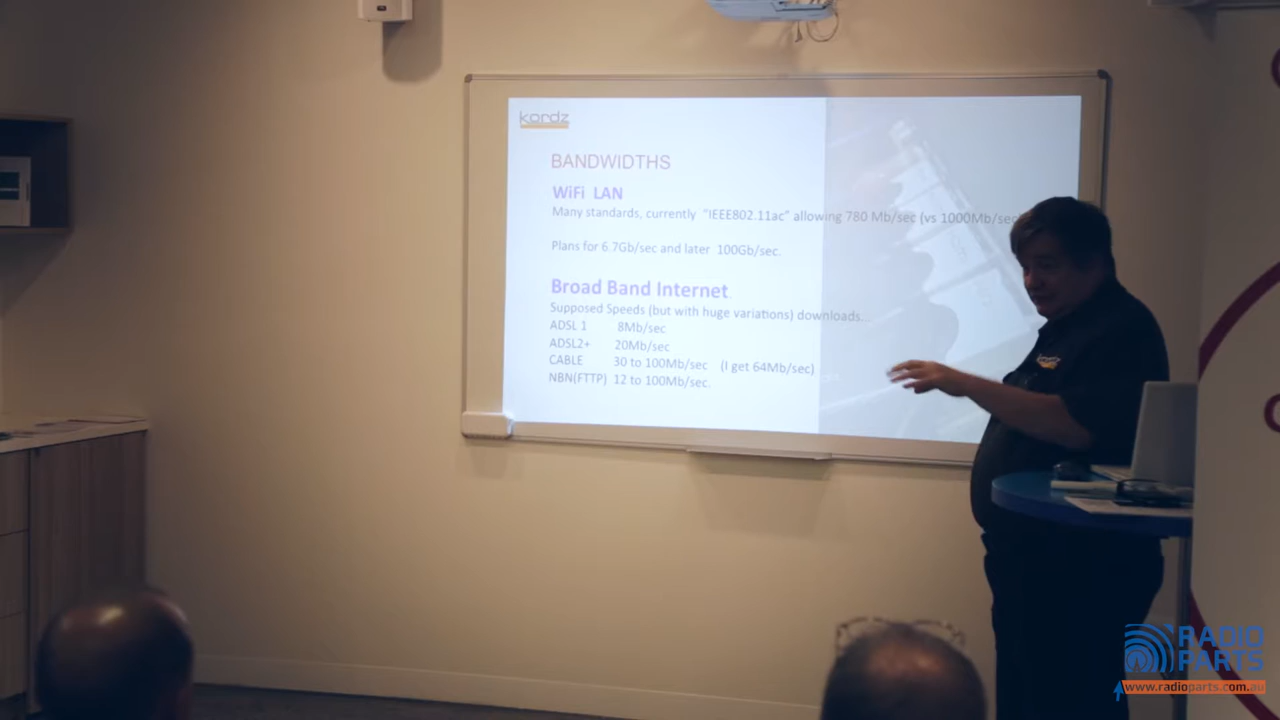 kordz
BANDWIDTHS
WiFi LAN
Many standards, currently "IEEE802.11ac" allowing 780 Mb/sec (vs 1000Mb/sec
Plans for 6.7Gb/sec and later 100Gb/sec.
Broad Band Internet.
Supposed Speeds (but with huge variations) downloads...
ADSL 1 8Mb/sec
ADSL2+ 20Mb/sec
CABLE 30 to 100Mb/sec (I get 64Mb/sec)
NBN(FTTP) 12 to 100Mb/sec.
kordz
RADIO
PARTS
www.radioparts.com.au